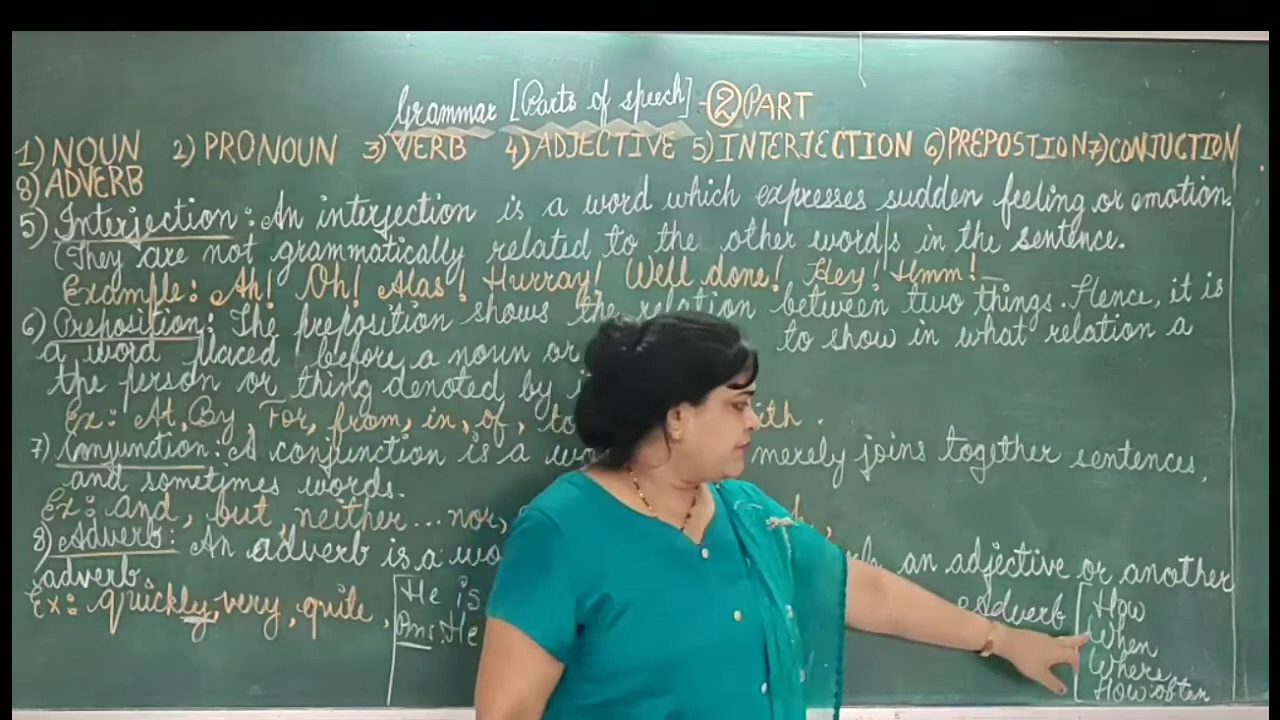 Grammar [Parts of speech] - ② PART
1) NOUN 2) PRONOUN 3) VERB 4) ADJECTIVE 5) INTERJECTION 6) PREPOSTION 7) CONJUCTION
8) ADVERB
5) Interjection : An interjection is a word which expresses sudden feeling or emotion.
(They are not grammatically related to the other words in the sentence.
Example : Ah! Oh! Alas! Hurray! Well done! Hey! Hmm!
6) Preposition : The preposition shows the relation between two things. Hence, it is
a word placed before a noun or to show in what relation a
the person or thing denoted by
Ex : At, By, For, from, in, of, to
7) Conjunction : A conjunction is a merely joins together sentences,
and sometimes words.
Ex : and, but, neither... nor,
8) Adverb : An adverb is a an adjective or another
adverb.
Ex : quickly, very, quite, He is Adverb [ How
Ans : He When
Where
How often